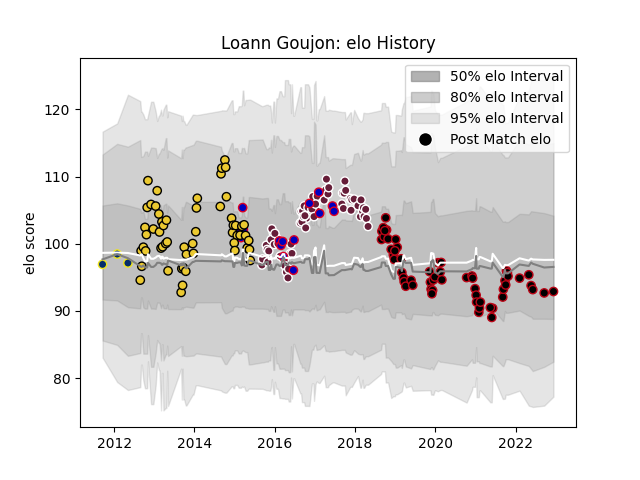 Loann Goujon: elo History
50% elo Interval
80% elo Interval
95% elo Interval
Post Match elo
elo score
120
110
100
90
80
2012
2014
2016
2018
2020
2022